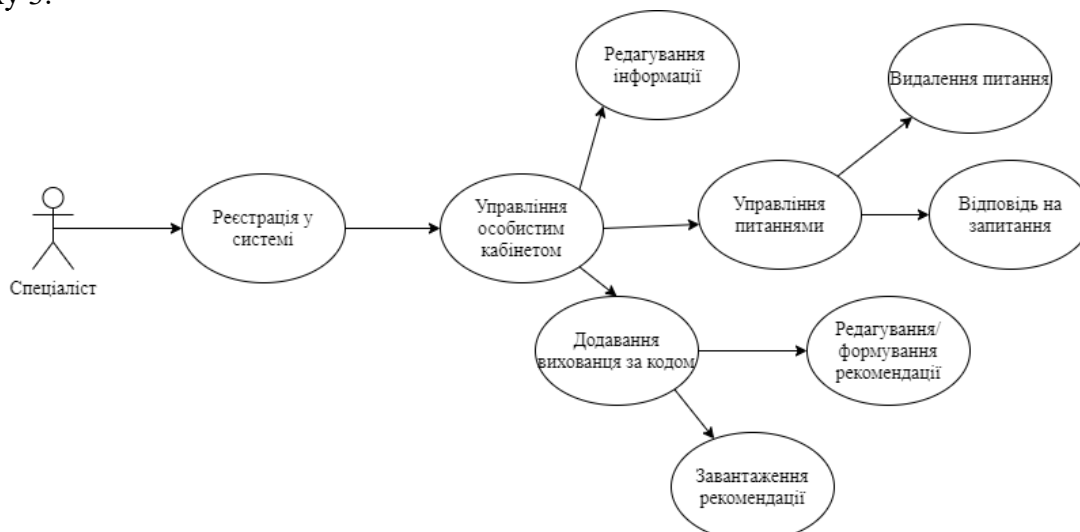 Редагування
інформації
Видалення питання
Реєстрація у
системі
Управління
особистим
кабінетом
Управління
питаннями
Відповідь на
запитання
Спеціаліст
Додавання
вихованця за кодом
Редагування/
формування
рекомендації
Завантаження
рекомендації